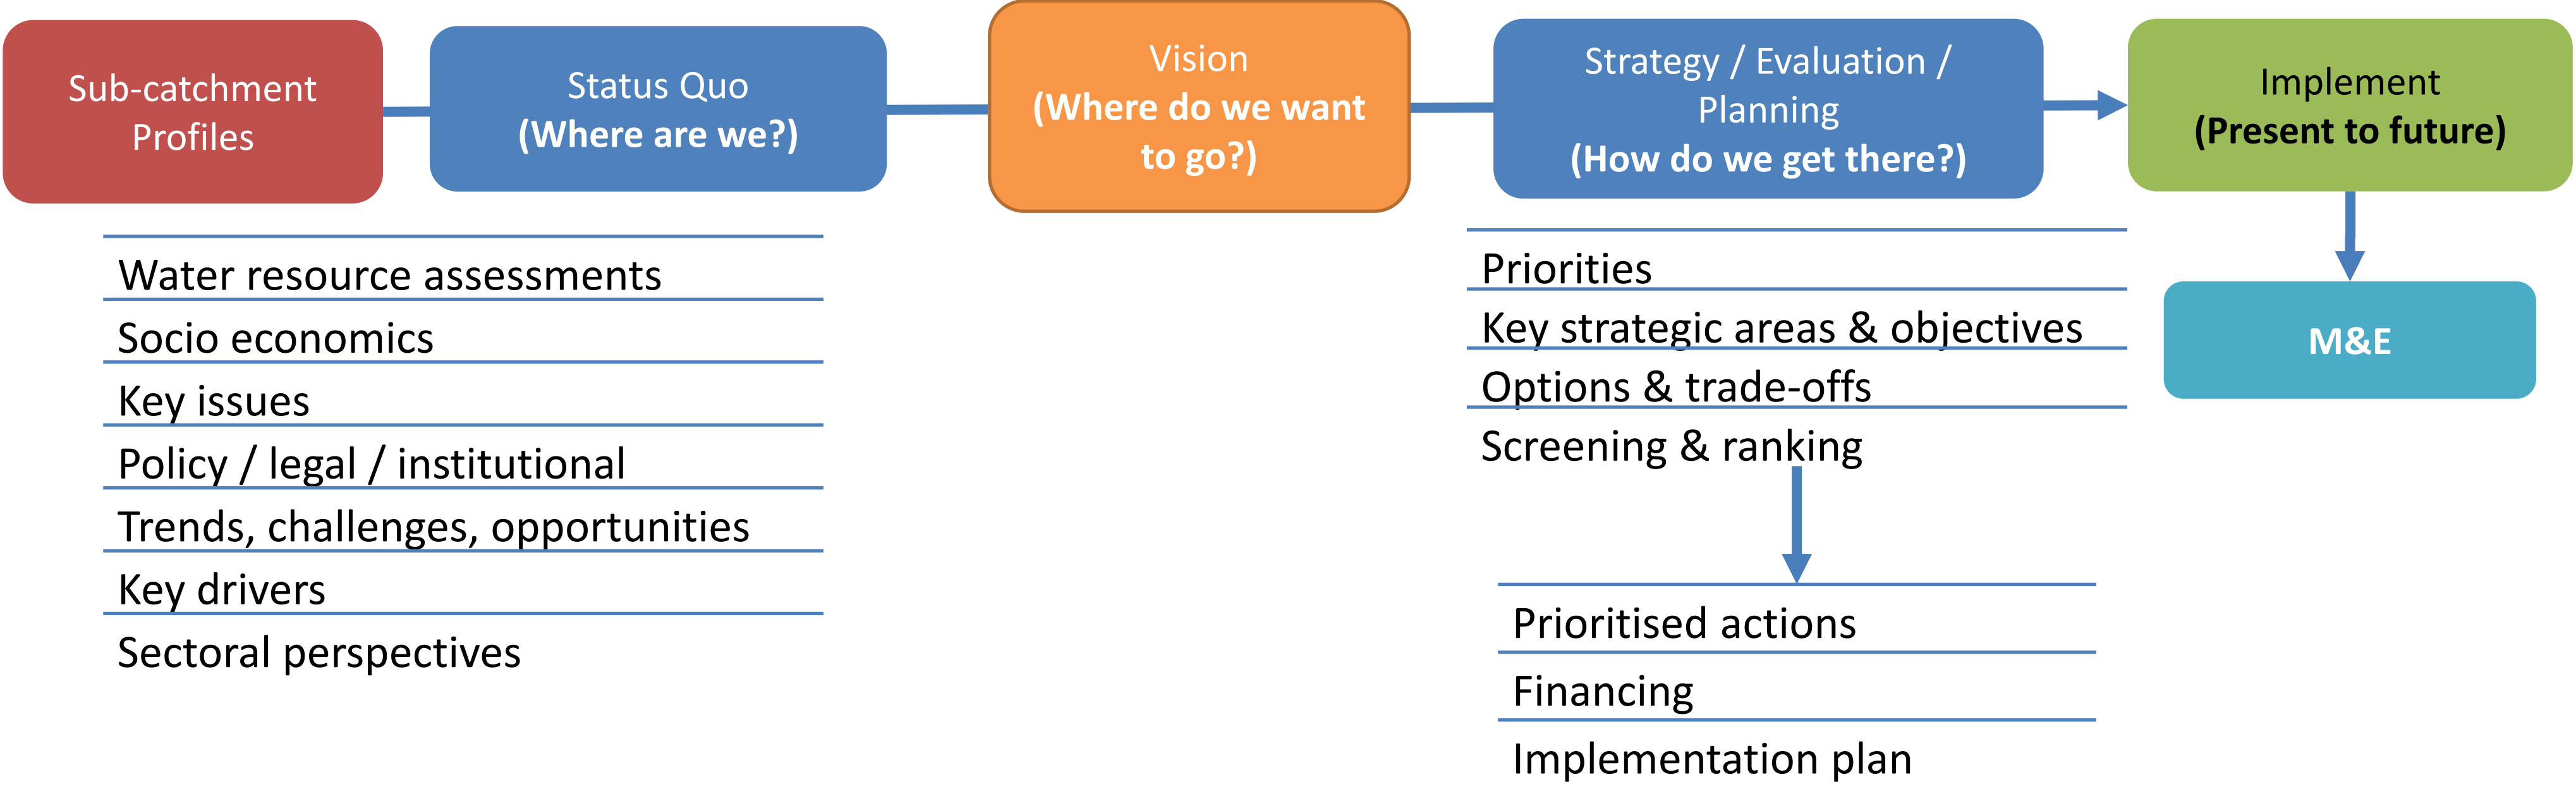 Sub-catchment
Profiles
Status Quo
(Where are we?)
Vision
(Where do we want
to go?)
Strategy / Evaluation /
Planning
(How do we get there?)
Implement
(Present to future)
Water resource assessments
Socio economics
Key issues
Policy / legal / institutional
Trends, challenges, opportunities
Key drivers
Sectoral perspectives
Priorities
Key strategic areas & objectives
Options & trade-offs
Screening & ranking
Prioritised actions
Financing
Implementation plan
M&E